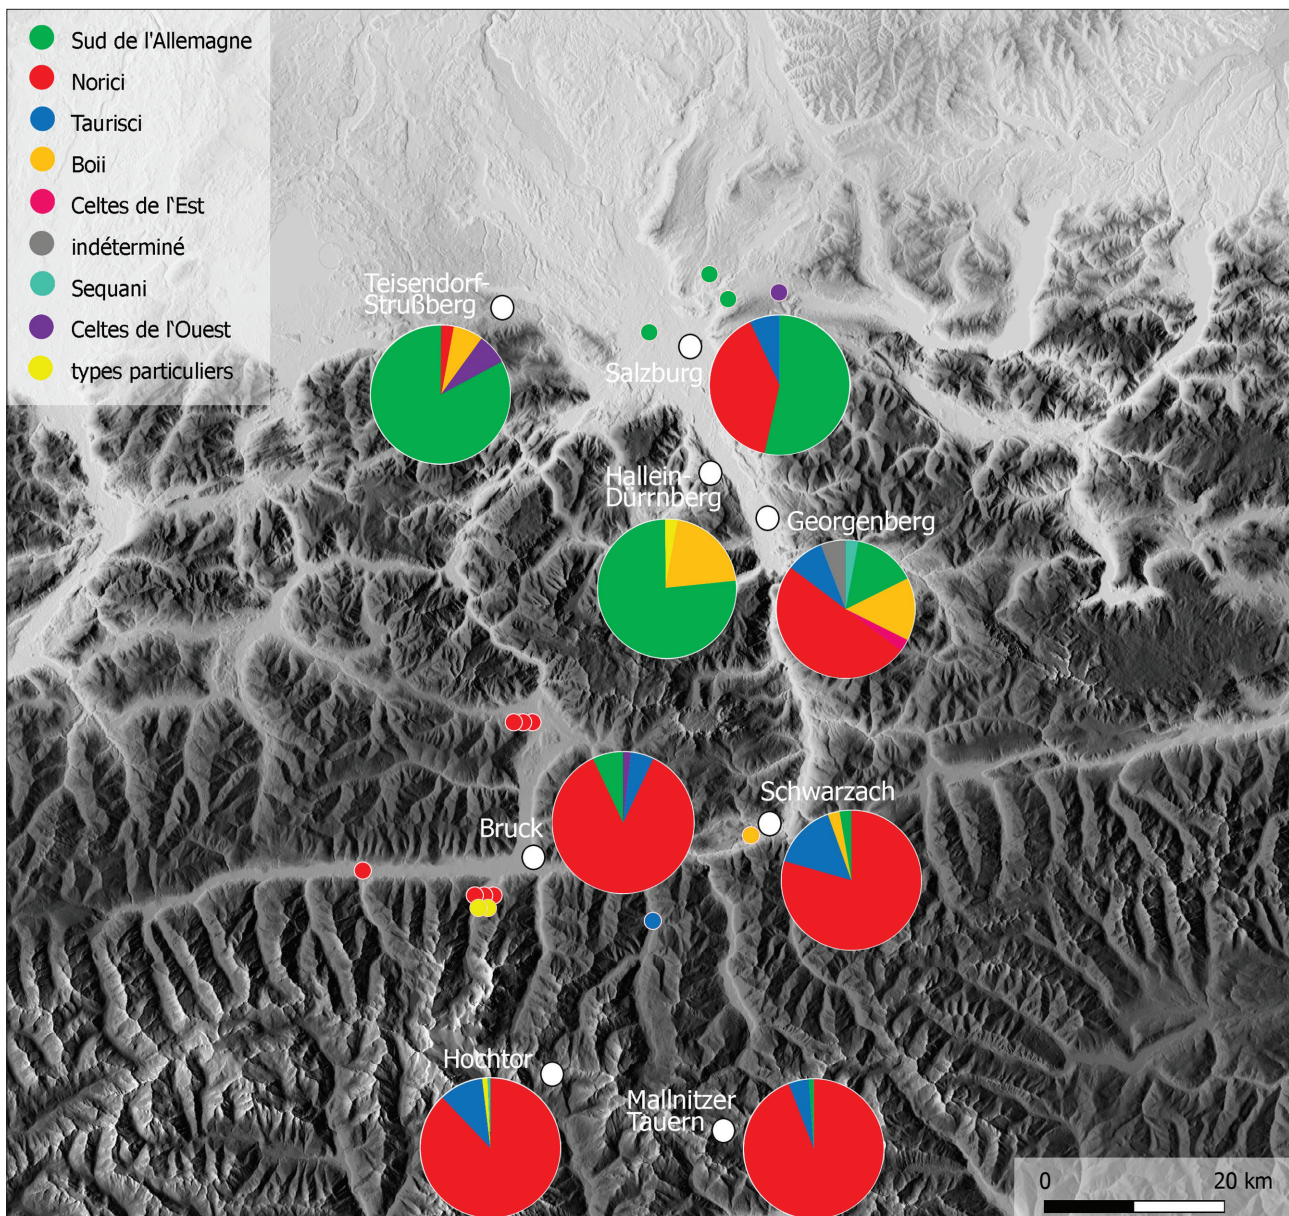 Sud de l'Allemagne
Norici
Taurisci
Boii
Celtes de l'Est
indéterminé
Sequani
Celtes de l'Ouest
types particuliers
Teisendorf-
Strußberg
Salzburg
Hallein-
Dürrnberg
Georgenberg
Schwarzach
Bruck
Hochtor
Mallnitzer
Tauern
0 20 km